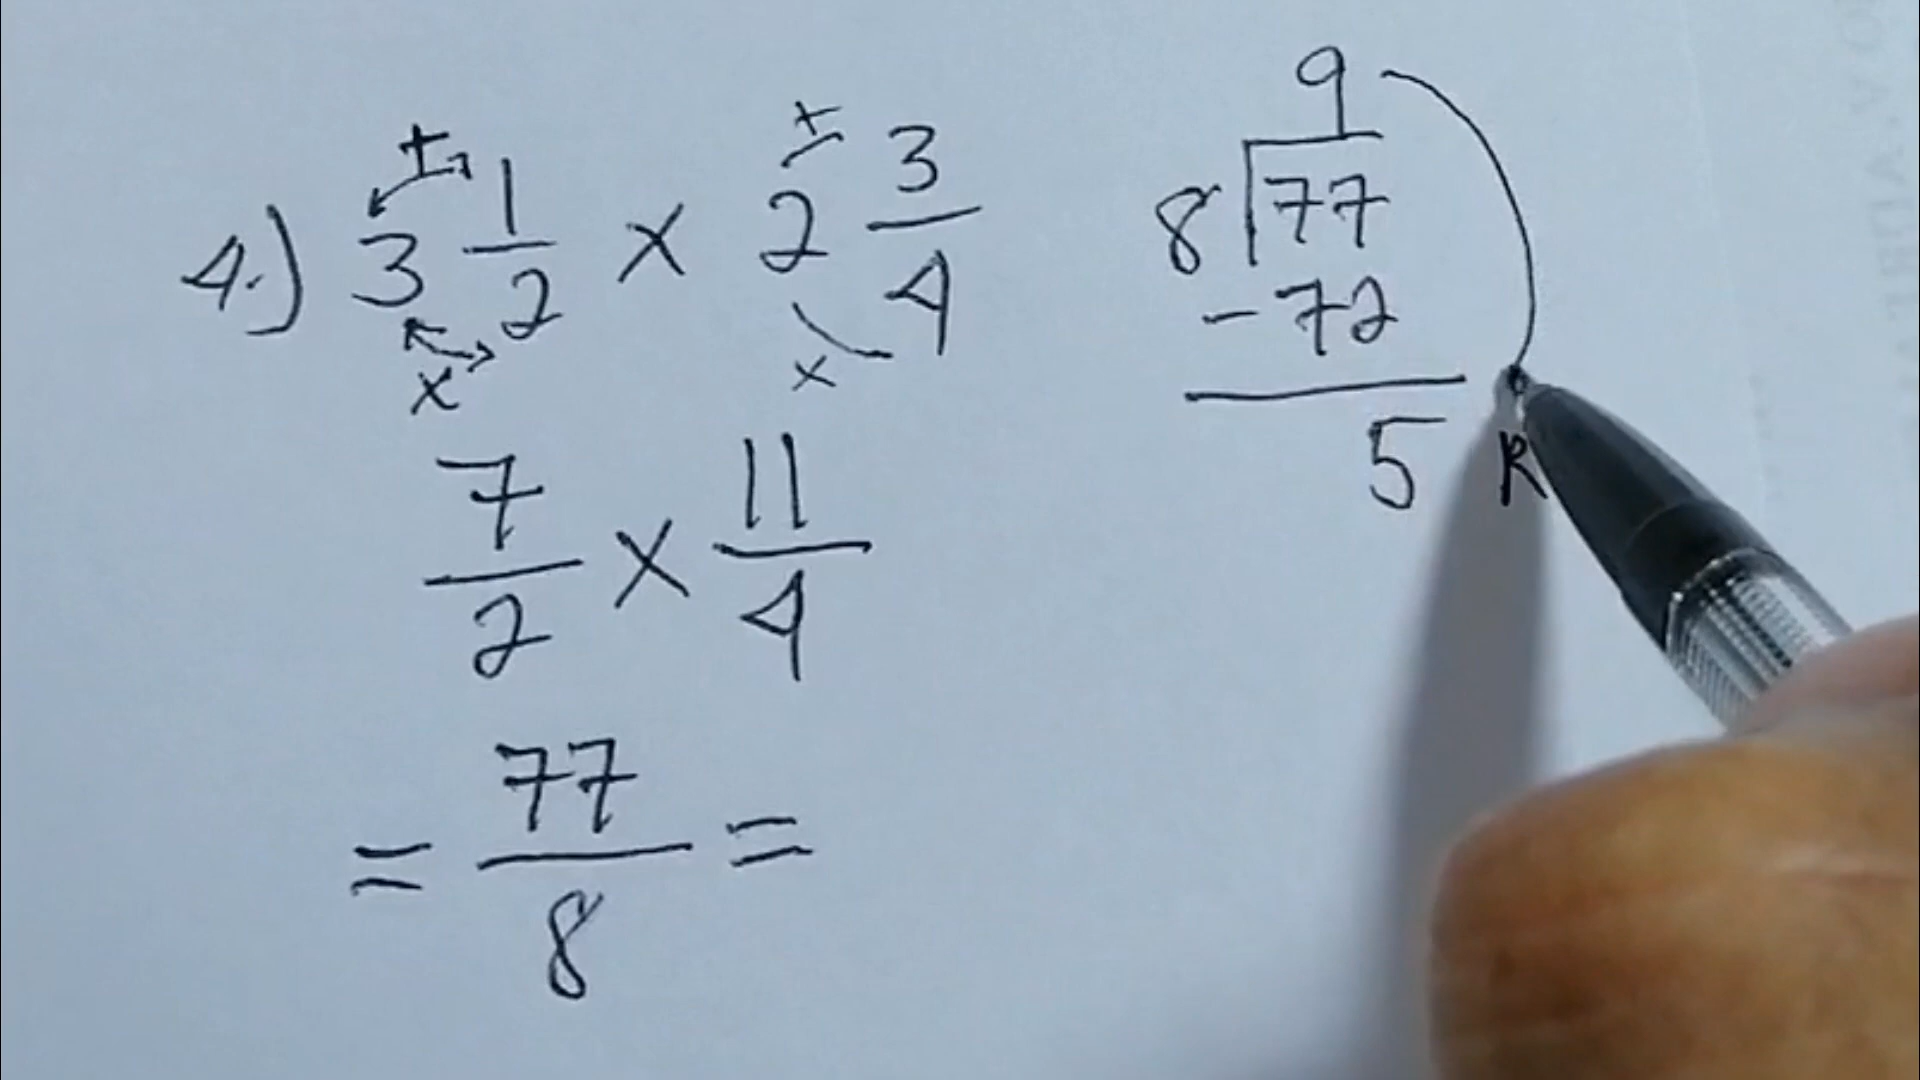 4.) 3 1/2 × 2 3/4
+
×
+
×
7/2 × 11/4
= 77/8 =
9
8 77
- 72
5 R